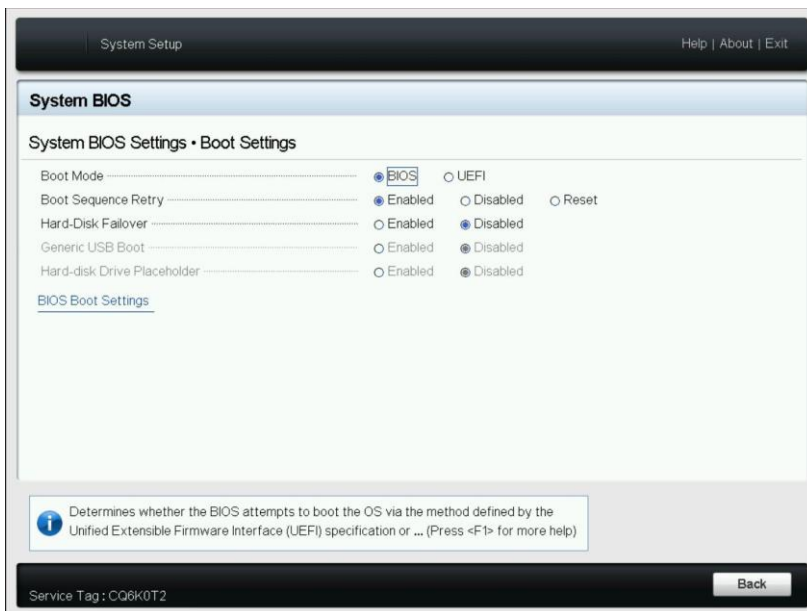 System Setup
Help | About | Exit
System BIOS
System BIOS Settings • Boot Settings
Boot Mode BIOS UEFI
Boot Sequence Retry Enabled Disabled Reset
Hard-Disk Failover Enabled Disabled
Generic USB Boot Enabled Disabled
Hard-disk Drive Placeholder Enabled Disabled
BIOS Boot Settings
Determines whether the BIOS attempts to boot the OS via the method defined by the
Unified Extensible Firmware Interface (UEFI) specification or ... (Press <F1> for more help)
Service Tag : CQ6K0T2
Back